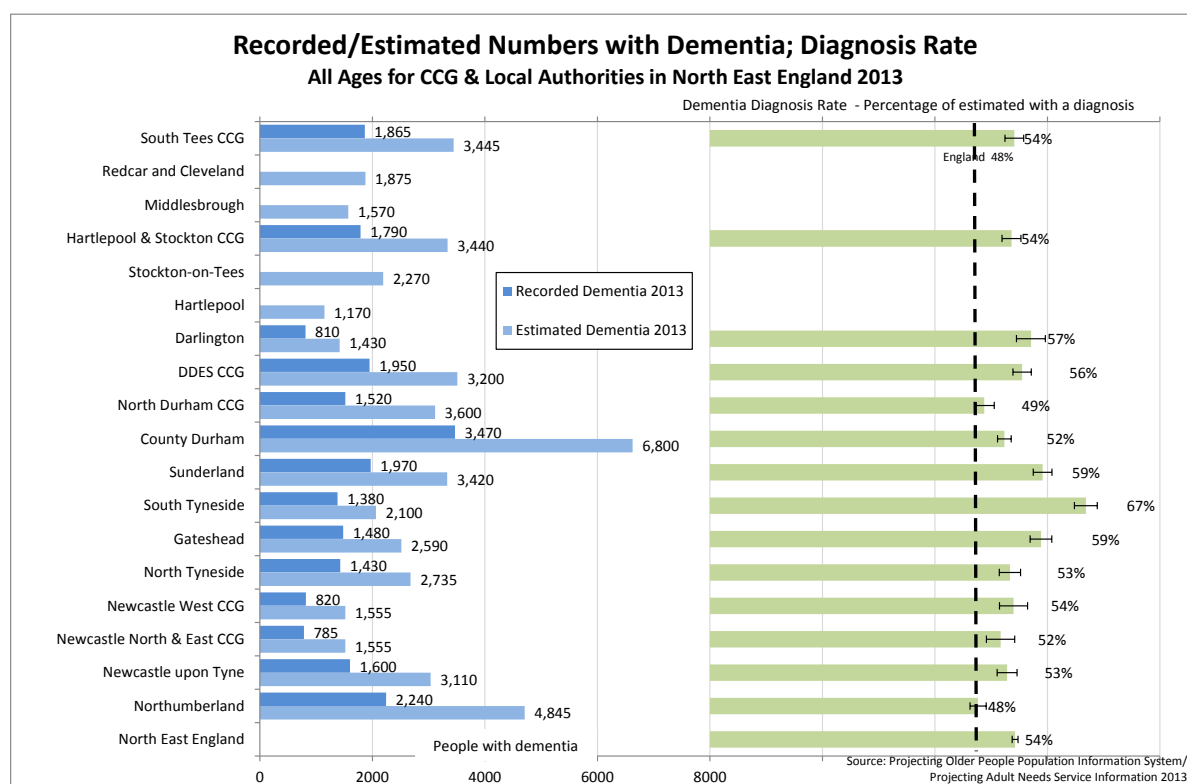 Recorded/Estimated Numbers with Dementia; Diagnosis Rate
All Ages for CCG & Local Authorities in North East England 2013
Dementia Diagnosis Rate - Percentage of estimated with a diagnosis
South Tees CCG 1,865 54%
3,445
England 48%
Redcar and Cleveland 1,875
Middlesbrough 1,570
Hartlepool & Stockton CCG 1,790 54%
3,440
Stockton-on-Tees 2,270
Recorded Dementia 2013
Hartlepool 1,170
Estimated Dementia 2013
Darlington 810 57%
1,430
DDES CCG 1,950 56%
3,200
North Durham CCG 1,520 49%
3,600
County Durham 3,470 52%
6,800
Sunderland 1,970 59%
3,420
South Tyneside 1,380 67%
2,100
Gateshead 1,480 59%
2,590
North Tyneside 1,430 53%
2,735
Newcastle West CCG 820 54%
1,555
Newcastle North & East CCG 785 52%
1,555
Newcastle upon Tyne 1,600 53%
3,110
Northumberland 2,240 48%
4,845
North East England 54%
People with dementia
0 2000 4000 6000 8000
Source: Projecting Older People Population Information System/
Projecting Adult Needs Service Information 2013